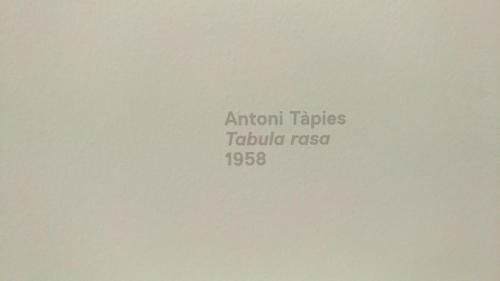 Antoni Tàpies
Tabula rasa
1958